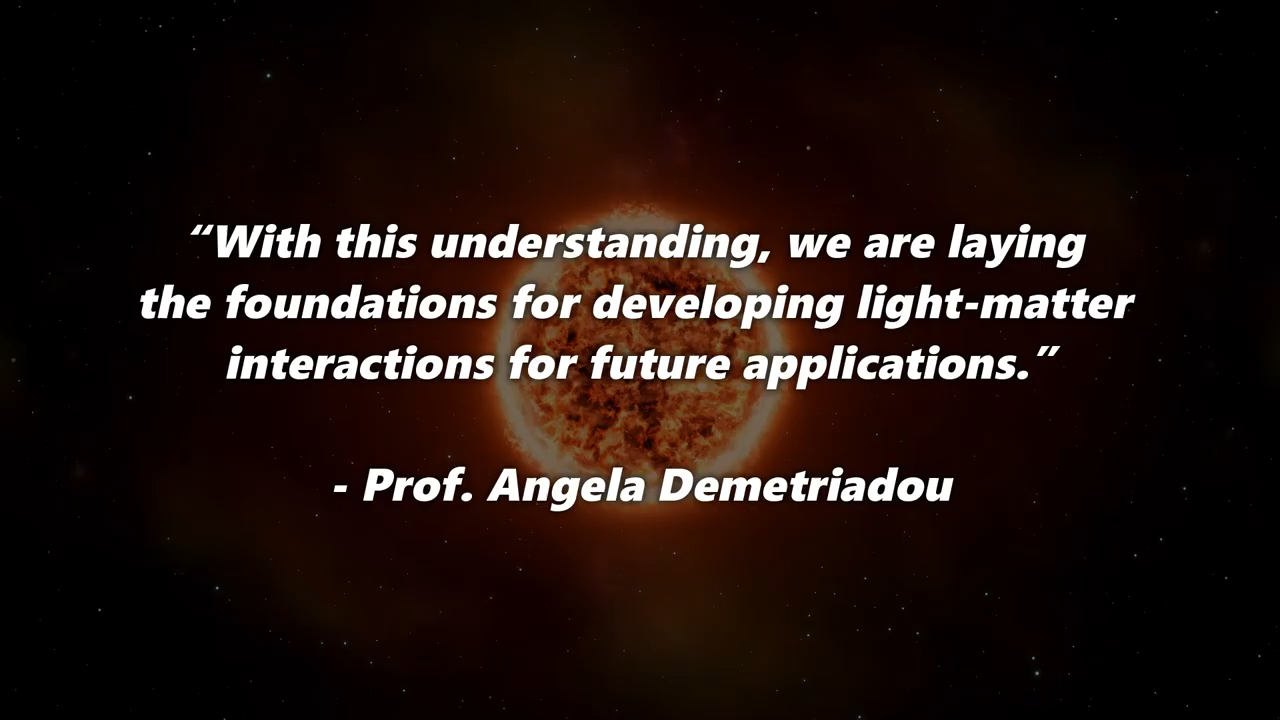 “With this understanding, we are laying
the foundations for developing light-matter
interactions for future applications.”
- Prof. Angela Demetriadou